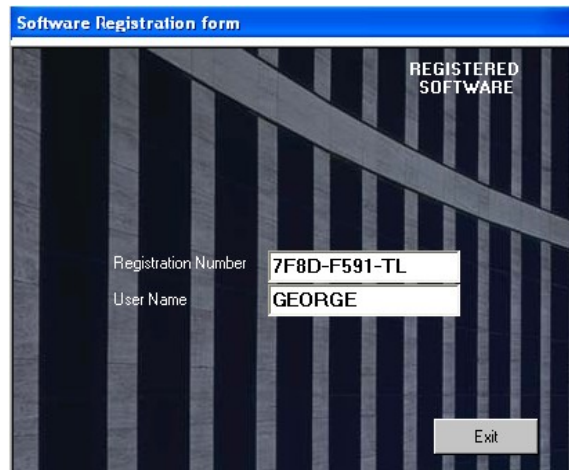 Software Registration form
REGISTERED
SOFTWARE
Registration Number
7F8D-F591-TL
User Name
GEORGE
Exit